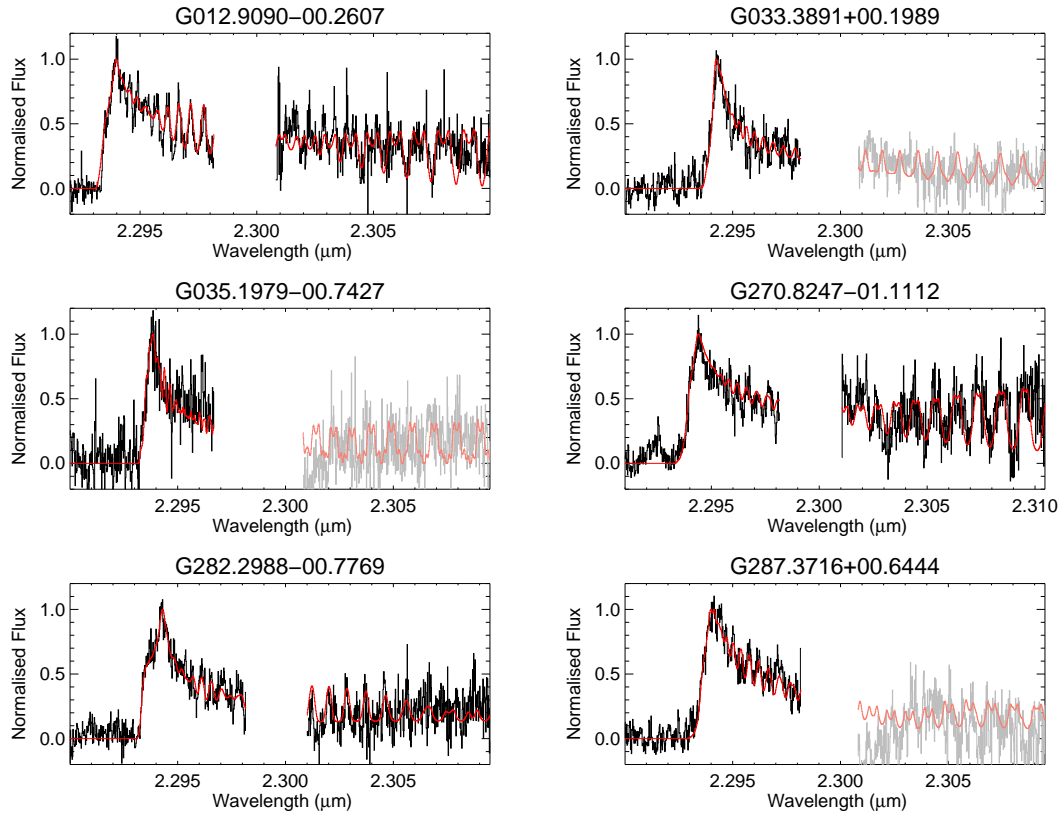 G012.9090−00.2607
Normalised Flux
1.0
0.5
0.0
2.295 2.300 2.305
Wavelength (μm)
G033.3891+00.1989
Normalised Flux
1.0
0.5
0.0
2.295 2.300 2.305
Wavelength (μm)
G035.1979−00.7427
Normalised Flux
1.0
0.5
0.0
2.295 2.300 2.305
Wavelength (μm)
G270.8247−01.1112
Normalised Flux
1.0
0.5
0.0
2.295 2.300 2.305 2.310
Wavelength (μm)
G282.2988−00.7769
Normalised Flux
1.0
0.5
0.0
2.295 2.300 2.305
Wavelength (μm)
G287.3716+00.6444
Normalised Flux
1.0
0.5
0.0
2.295 2.300 2.305
Wavelength (μm)